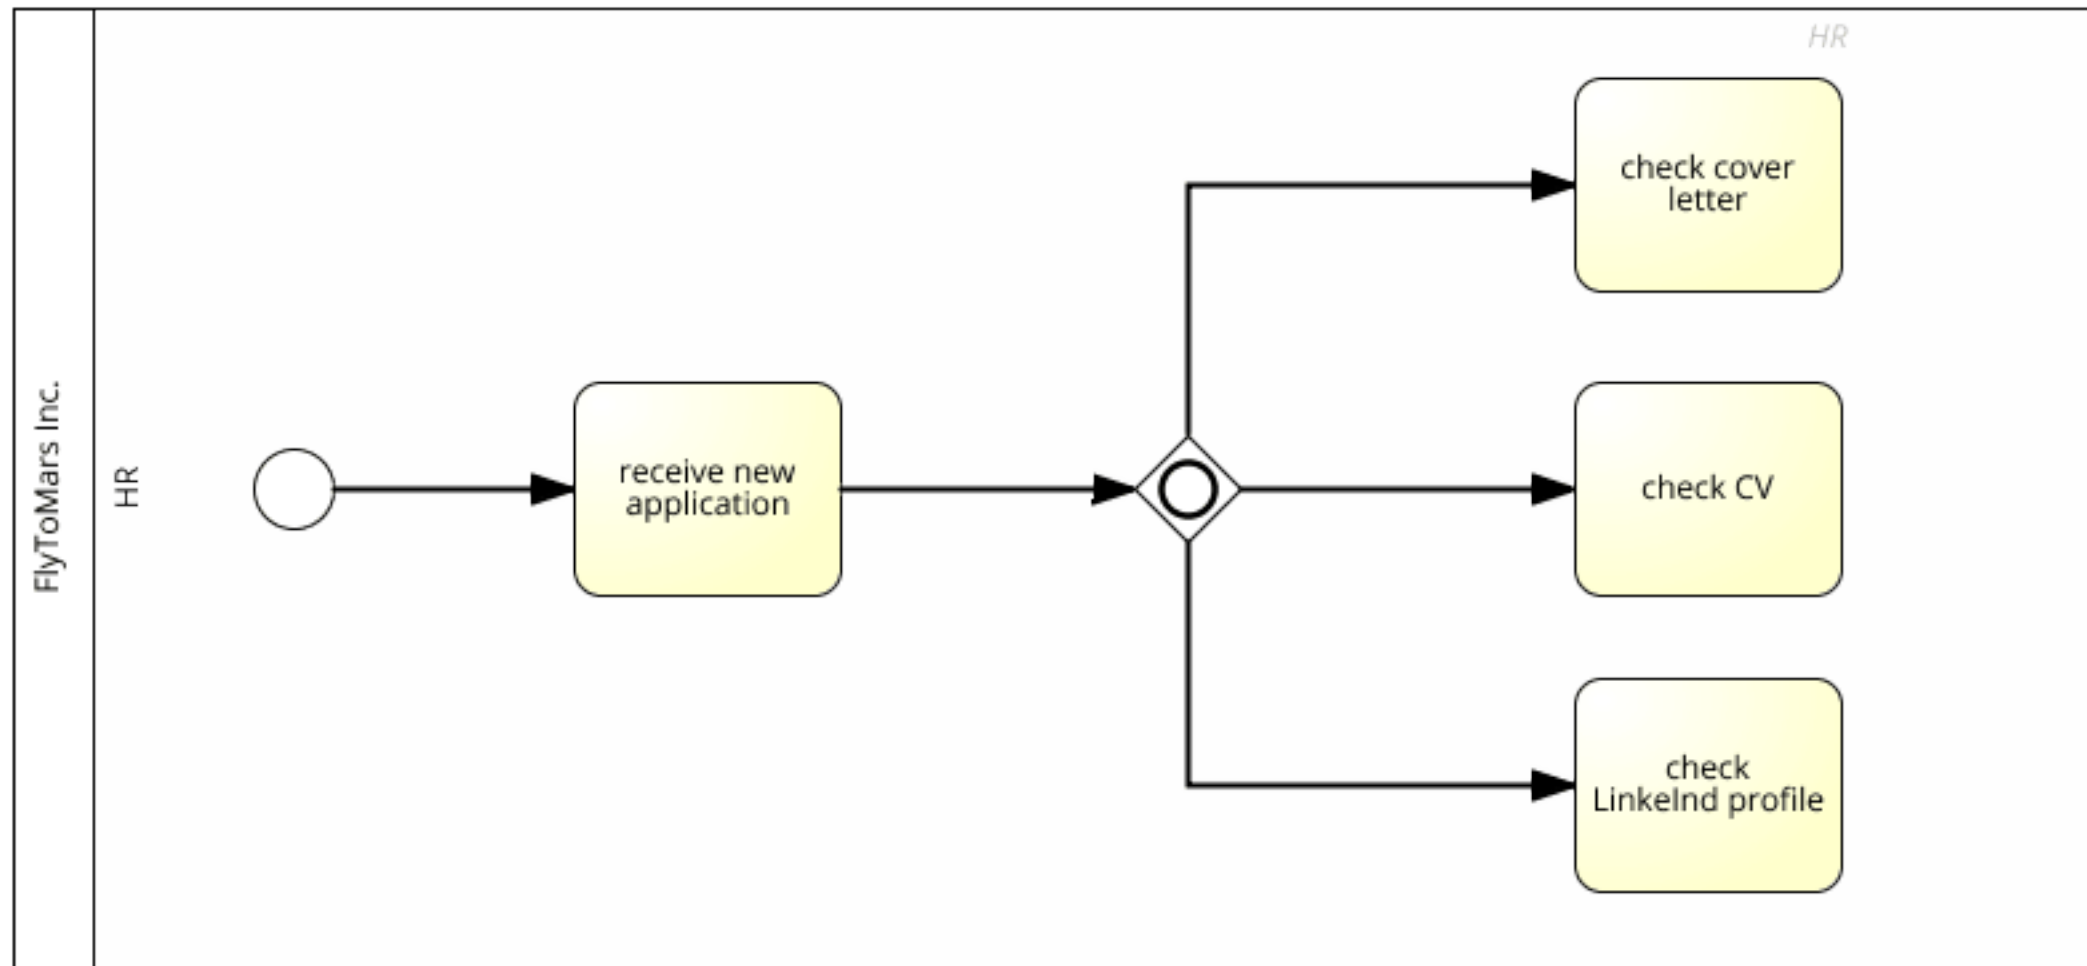 FlyToMars Inc.
HR
HR
receive new
application
check cover
letter
check CV
check
LinkeInd profile